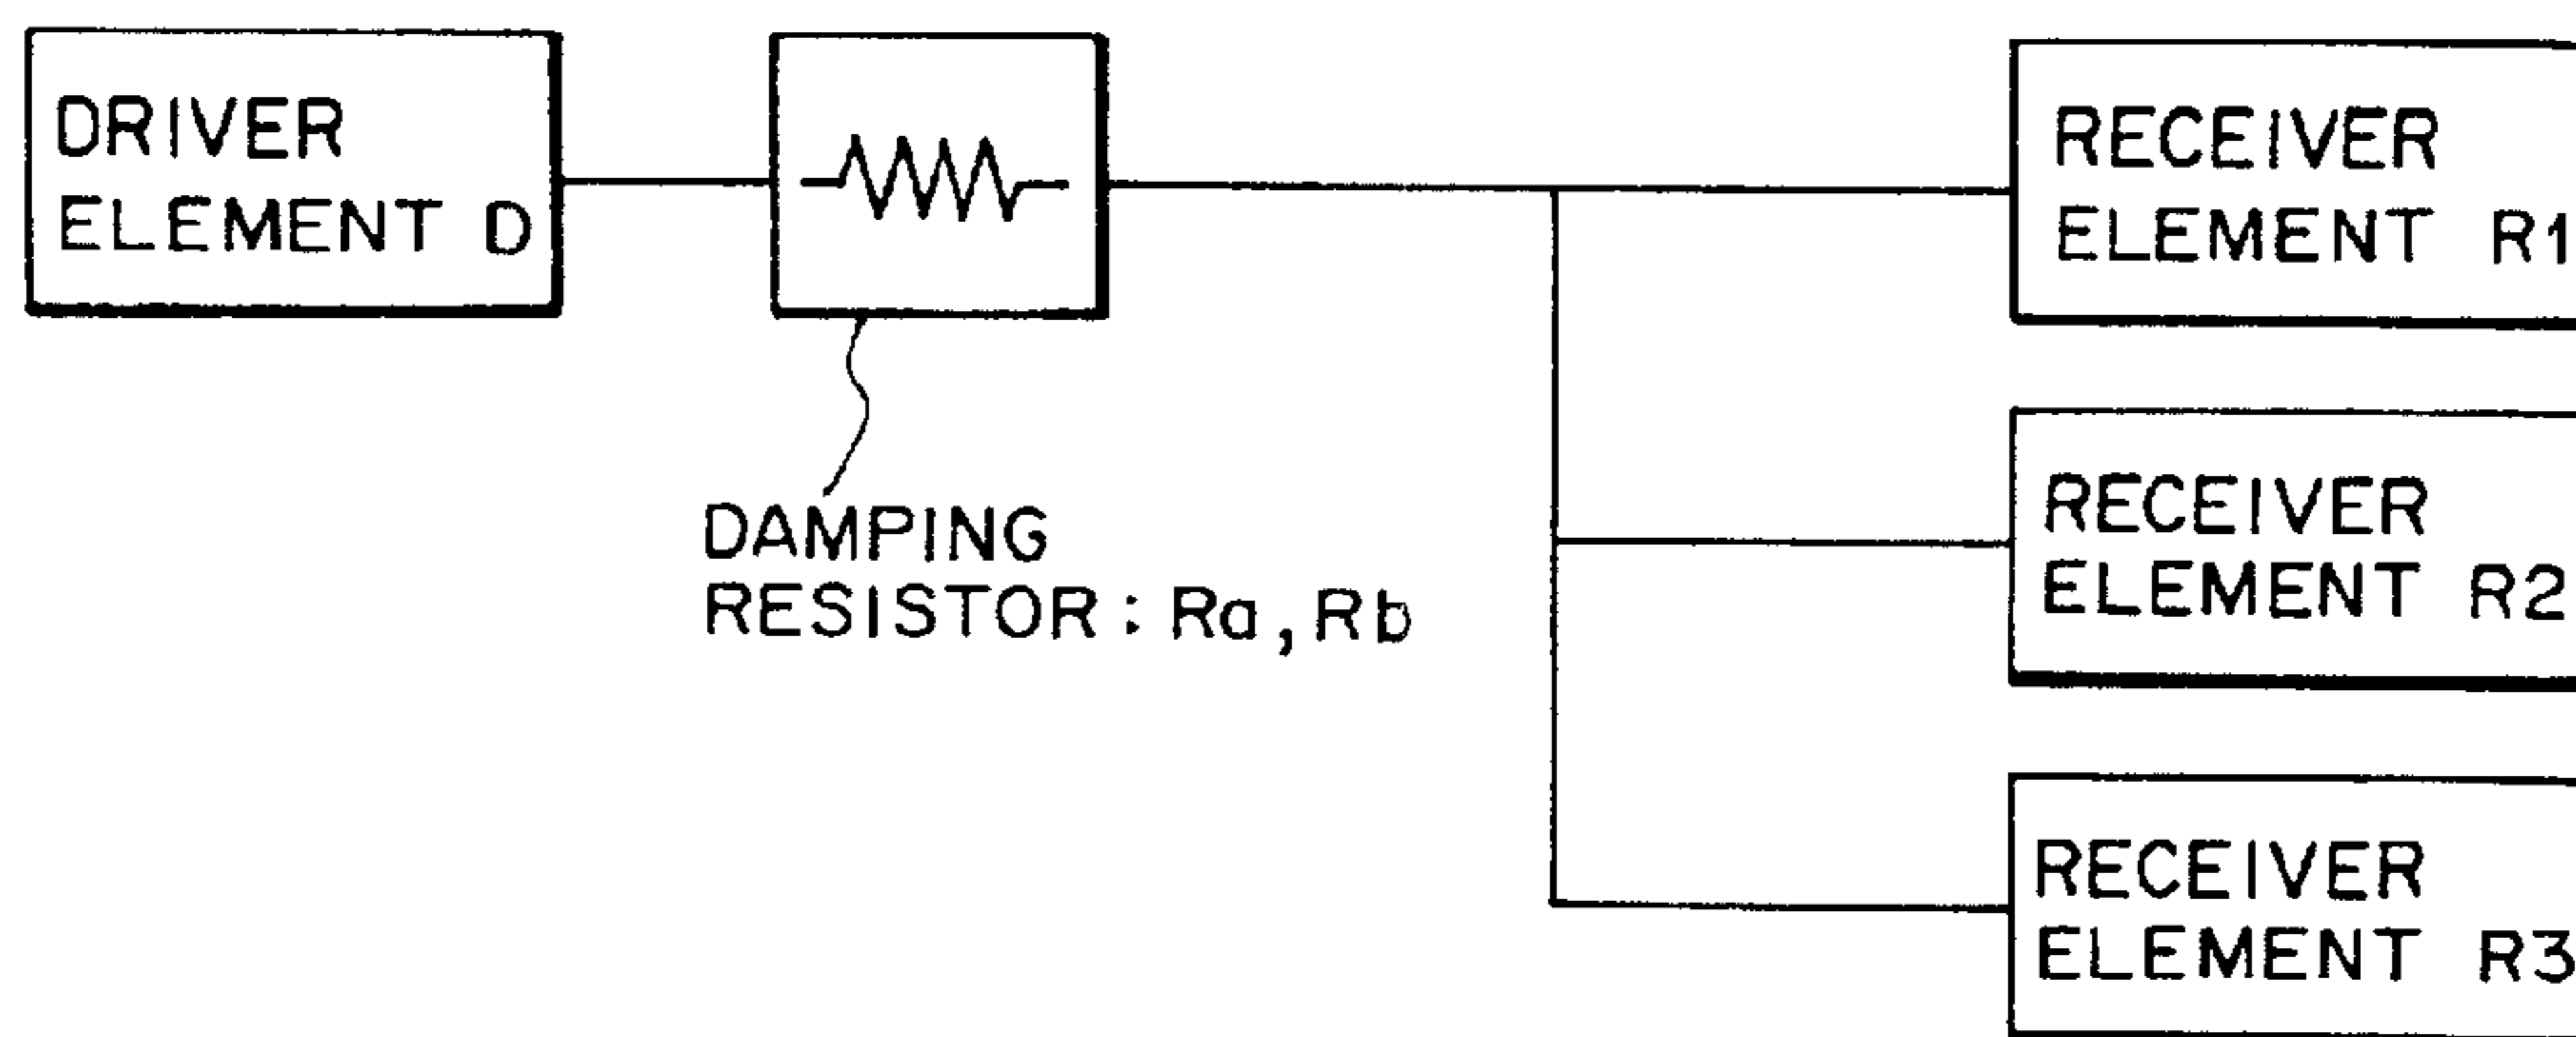 DRIVER
ELEMENT D
DAMPING
RESISTOR : Ra, Rb
RECEIVER
ELEMENT R1
RECEIVER
ELEMENT R2
RECEIVER
ELEMENT R3